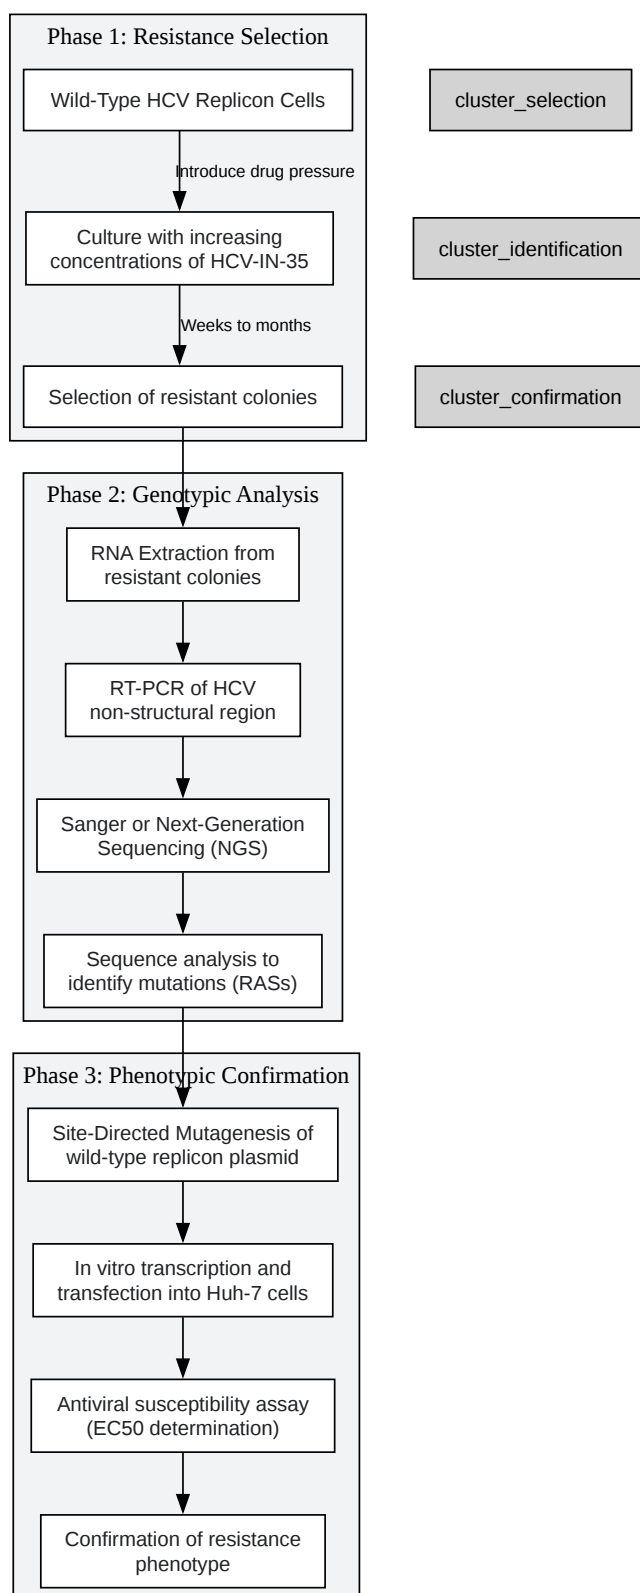 Phase 1: Resistance Selection
Wild-Type HCV Replicon Cells
cluster_selection
Introduce drug pressure
Culture with increasing
concentrations of HCV-IN-35
cluster_identification
Weeks to months
Selection of resistant colonies
cluster_confirmation
Phase 2: Genotypic Analysis
RNA Extraction from
resistant colonies
RT-PCR of HCV
non-structural region
Sanger or Next-Generation
Sequencing (NGS)
Sequence analysis to
identify mutations (RASs)
Phase 3: Phenotypic Confirmation
Site-Directed Mutagenesis of
wild-type replicon plasmid
In vitro transcription and
transfection into Huh-7 cells
Antiviral susceptibility assay
(EC50 determination)
Confirmation of resistance
phenotype